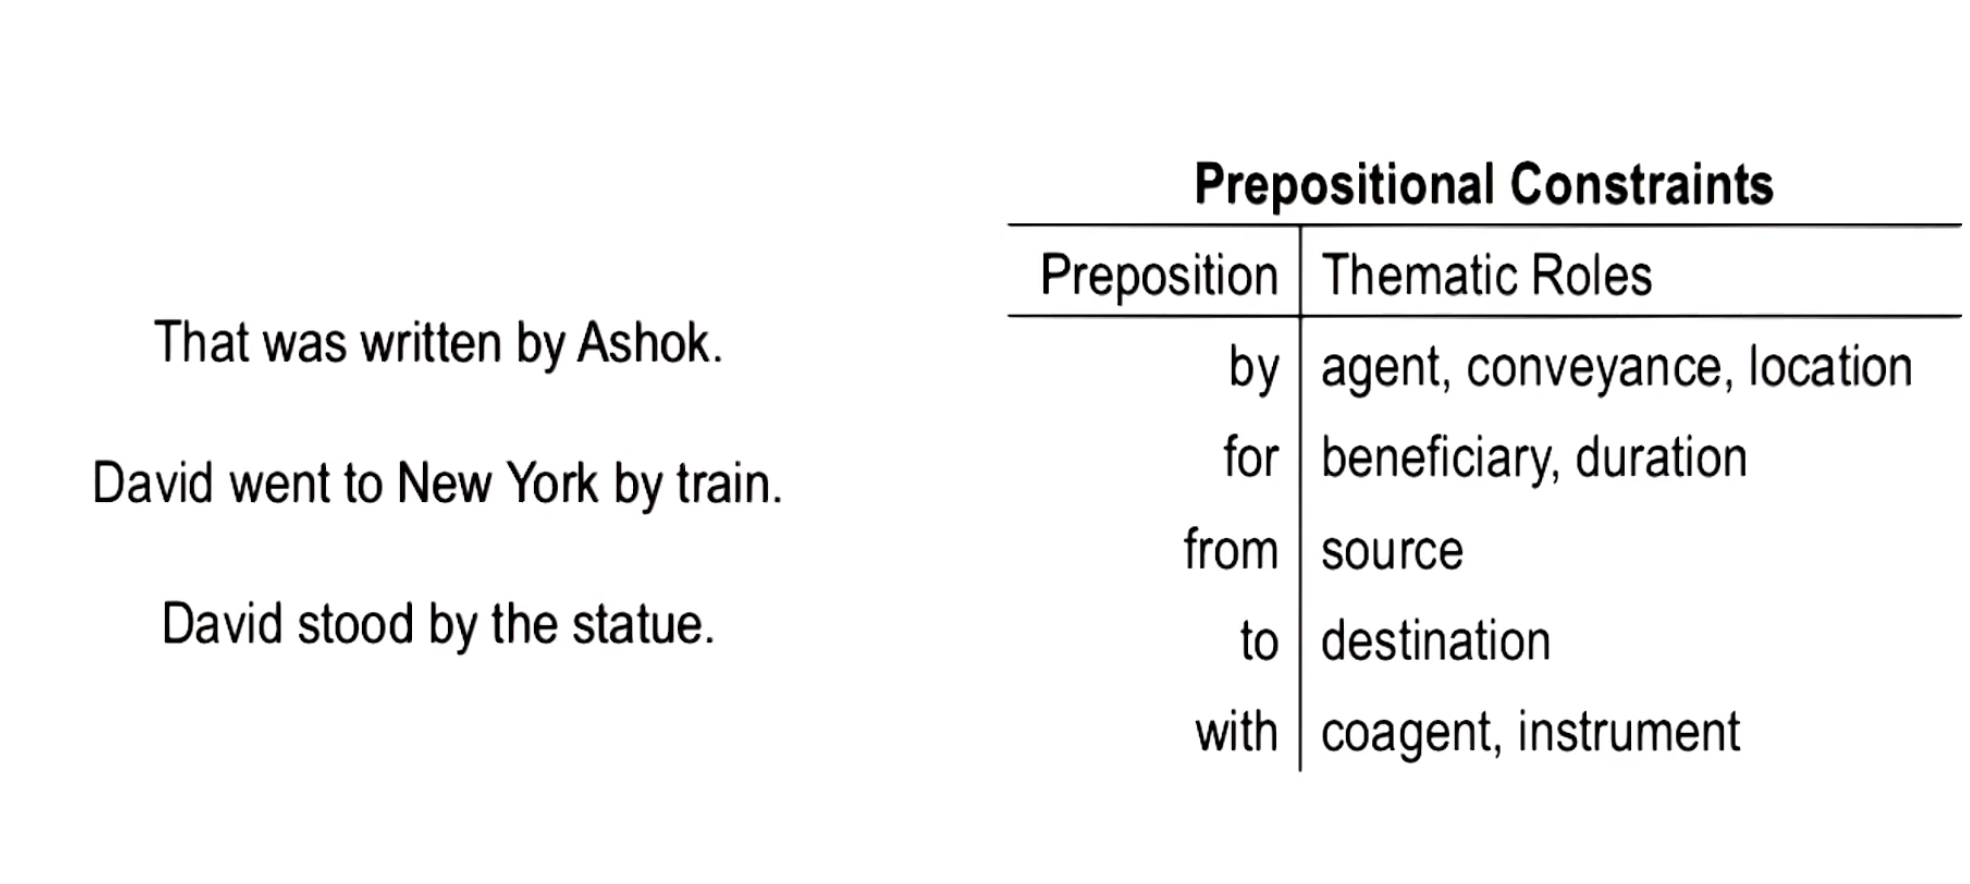 That was written by Ashok.
David went to New York by train.
David stood by the statue.
Prepositional Constraints
Preposition Thematic Roles
by agent, conveyance, location
for beneficiary, duration
from source
to destination
with coagent, instrument